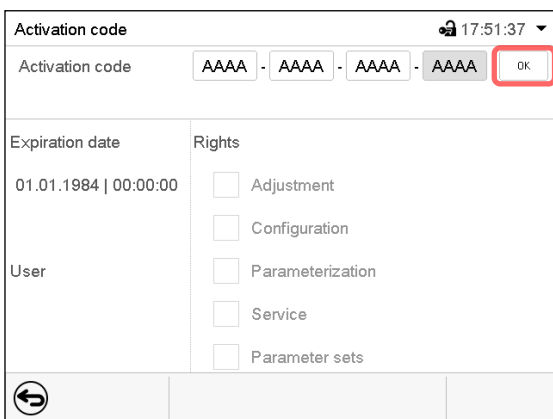 Activation code 17:51:37
Activation code AAAA - AAAA - AAAA - AAAA OK
Expiration date Rights
01.01.1984 | 00:00:00 Adjustment
Configuration
User Parameterization
Service
Parameter sets